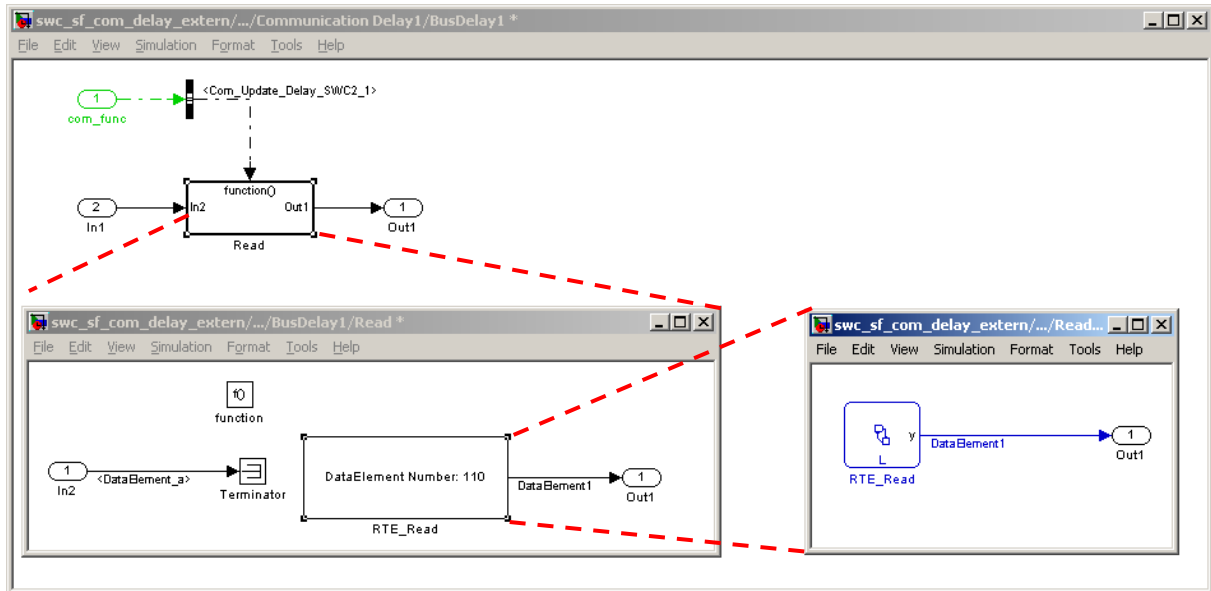 swc_sf_com_delay_extern/.../Communication Delay1/BusDelay1 *
File Edit View Simulation Format Tools Help
<Com_Update_Delay_SWC2_1>
1
com_func
function()
2
In2
Out1
1
In1
Out1
Read
swc_sf_com_delay_extern/.../BusDelay1/Read *
File Edit View Simulation Format Tools Help
f()
function
1
<DataElement_a>
In2
Terminator
DataElement Number: 110
DataElement1
1
Out1
RTE_Read
swc_sf_com_delay_extern/.../Read...
File Edit View Simulation Format Tools Help
y
DataElement1
1
Out1
L
RTE_Read